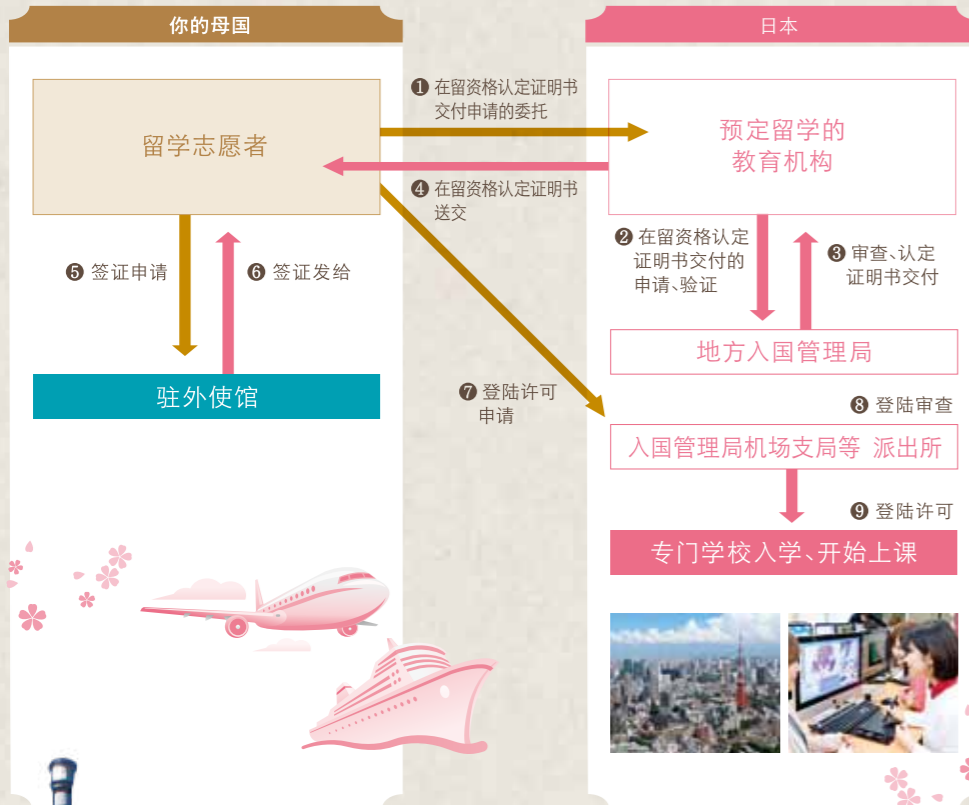 你的母国
日本
❶ 在留资格认定证明书
交付申请的委托
留学志愿者
预定留学的
教育机构
❹ 在留资格认定证明书
送交
❷ 在留资格认定
证明书交付的
申请、验证
❸ 审查、认定
证明书交付
❺ 签证申请
❻ 签证发给
地方入国管理局
驻外使馆
❼ 登陆许可
申请
❽ 登陆审查
入国管理局机场支局等 派出所
❾ 登陆许可
专门学校入学、开始上课